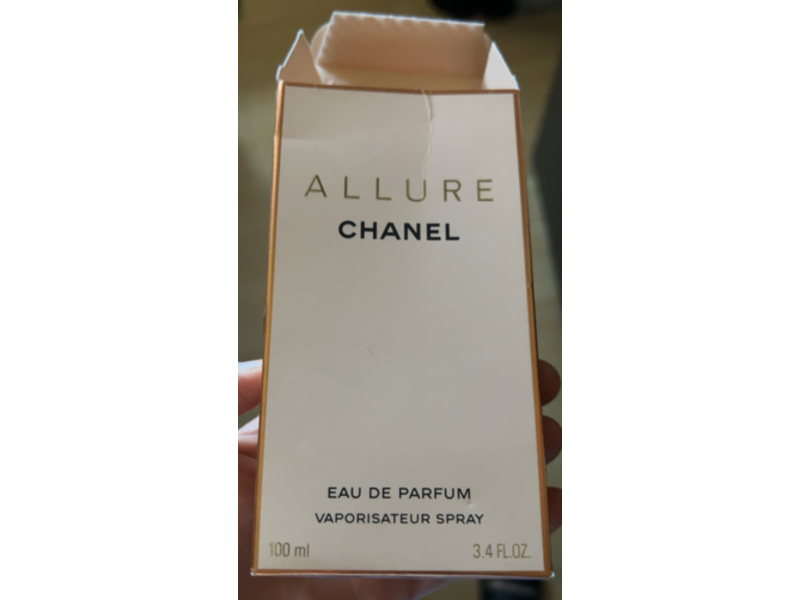 ALLURE
CHANEL
EAU DE PARFUM
VAPORISATEUR SPRAY
100 ml 3.4 FL.OZ.